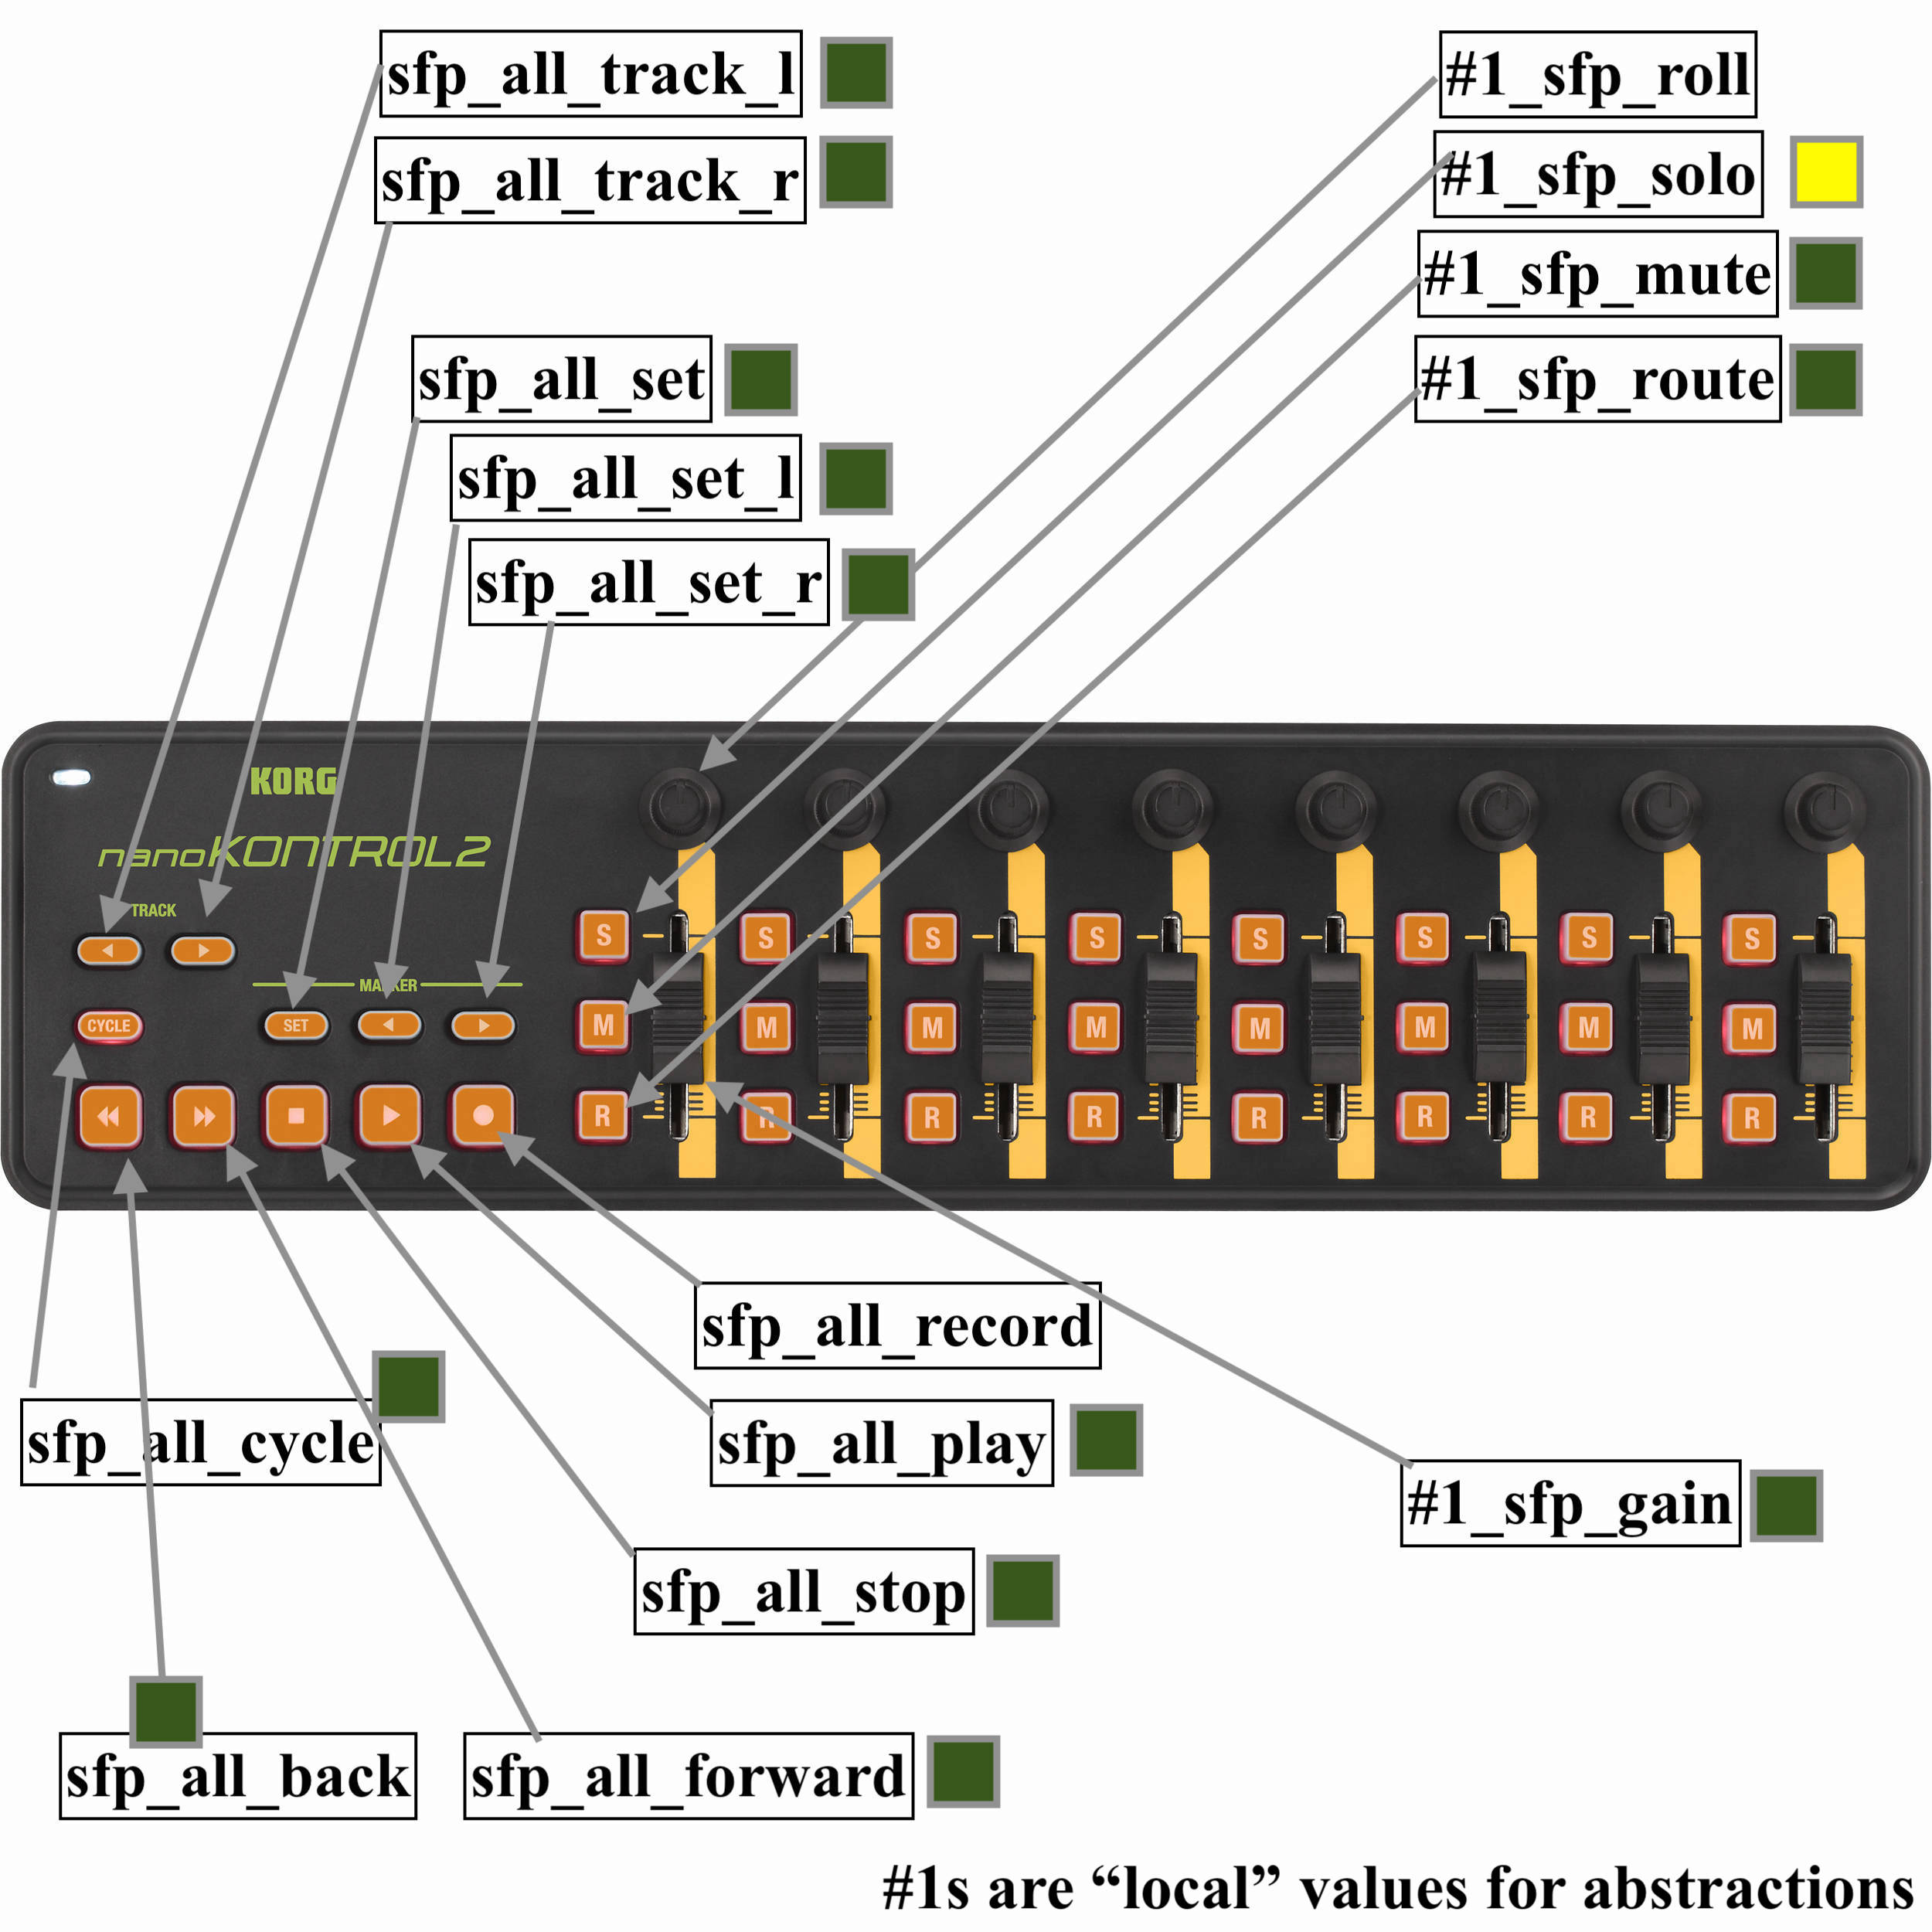 sfp_all_track_l
#1_sfp_roll
sfp_all_track_r
#1_sfp_solo
#1_sfp_mute
sfp_all_set
#1_sfp_route
sfp_all_set_l
sfp_all_set_r
KORG
nanoKONTROL2
TRACK
S S S S S S S S
MARKER
CYCLE SET M M M M M M M M
R R R R R R R R
sfp_all_record
sfp_all_cycle
sfp_all_play
#1_sfp_gain
sfp_all_stop
sfp_all_back
sfp_all_forward
#1s are “local” values for abstractions